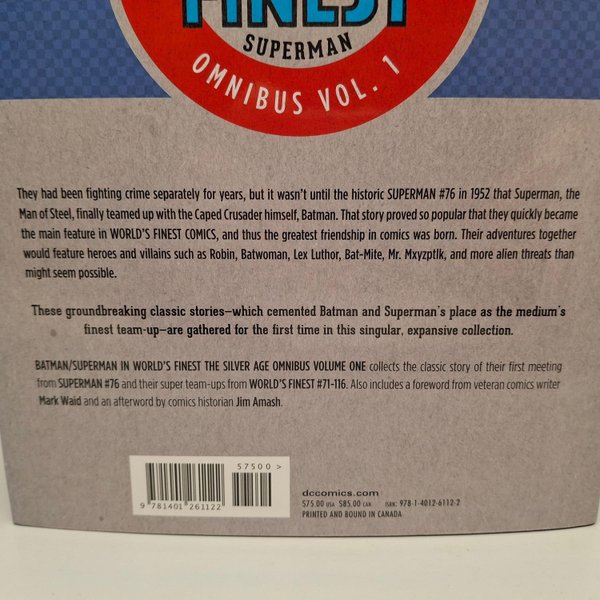 FINEST
SUPERMAN
OMNIBUS VOL. 1
They had been fighting crime separately for years, but it wasn't until the historic SUPERMAN #76 in 1952 that Superman, the
Man of Steel, finally teamed up with the Caped Crusader himself, Batman. That story proved so popular that they quickly became
the main feature in WORLD'S FINEST COMICS, and thus the greatest friendship in comics was born. Their adventures together
would feature heroes and villains such as Robin, Batwoman, Lex Luthor, Bat-Mite, Mr. Mxyzptlk, and more alien threats than
might seem possible.
These groundbreaking classic stories—which cemented Batman and Superman's place as the medium's
finest team-up—are gathered for the first time in this singular, expansive collection.
BATMAN/SUPERMAN IN WORLD'S FINEST THE SILVER AGE OMNIBUS VOLUME ONE collects the classic story of their first meeting
from SUPERMAN #76 and their super team-ups from WORLD'S FINEST #71-116. Also includes a foreword from veteran comics writer
Mark Waid and an afterword by comics historian Jim Amash.
57500 >
9 781401 261122
dccomics.com
$75.00 USA $85.00 CAN ISBN: 978-1-4012-6112-2
PRINTED AND BOUND IN CANADA